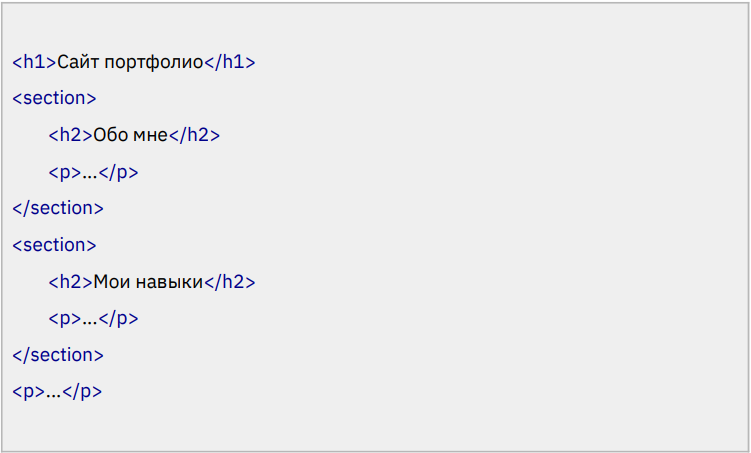 <h1>Сайт портфолио</h1>
<section>
<h2>Обо мне</h2>
<p>...</p>
</section>
<section>
<h2>Мои навыки</h2>
<p>...</p>
</section>
<p>...</p>